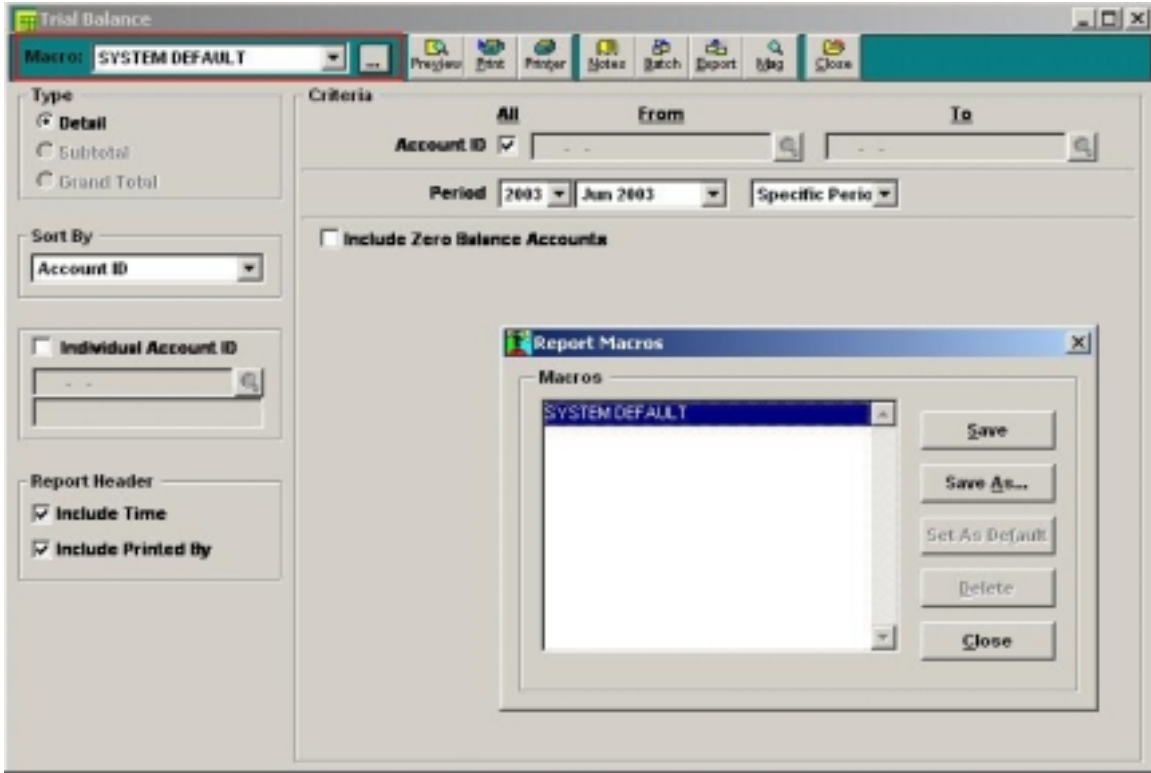 Trial Balance
Macro: SYSTEM DEFAULT ... Preview Print Printer Notes Batch Export Mag Close
Type
Detail
Subtotal
Grand Total
Sort By
Account ID
Individual Account ID
- -
Report Header
Include Time
Include Printed By
Criteria
All From To
Account ID - - - -
Period 2003 Jun 2003 Specific Perio
Include Zero Balance Accounts
Report Macros
Macros
SYSTEM DEFAULT
Save
Save As...
Set As Default
Delete
Close